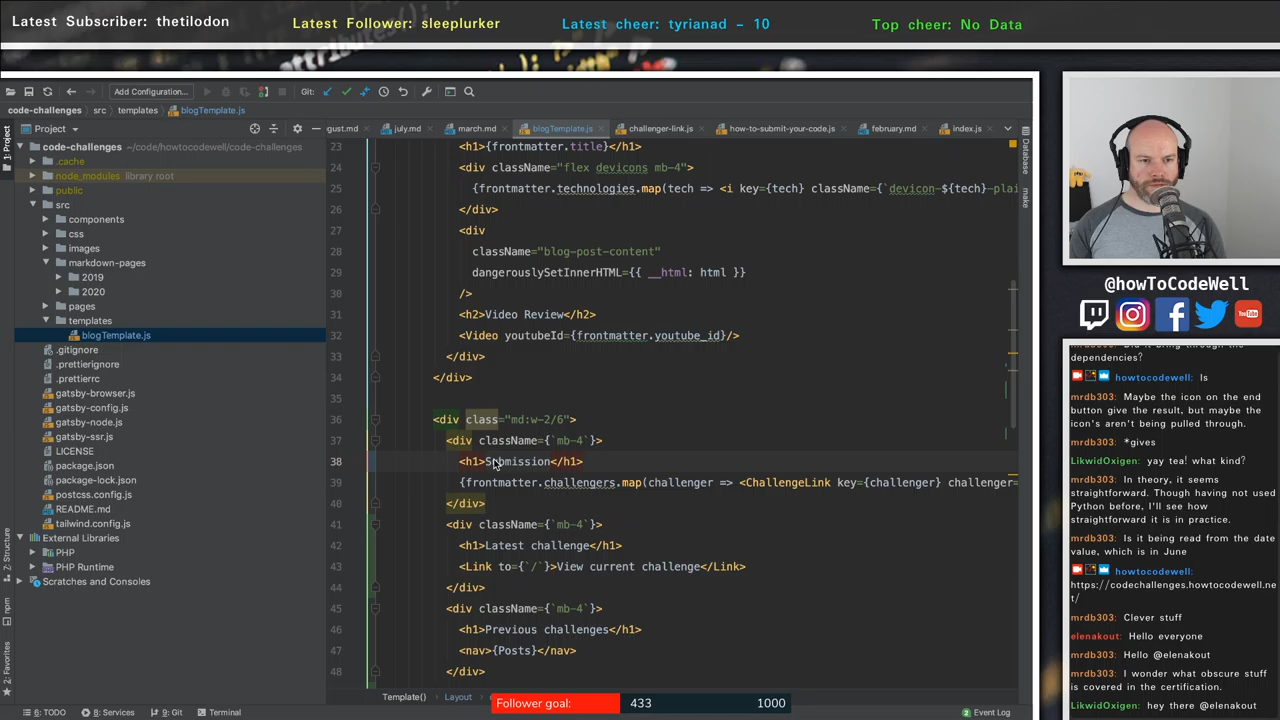 Latest Subscriber: thetilodon
Latest Follower: sleeplurker
Latest cheer: tyrianad - 10
Top cheer: No Data
Add Configuration...
Git:
code-challenges
src
templates
blogTemplate.js
Project
gust.md
july.md
march.md
blogTemplate.js
challenger-link.js
how-to-submit-your-code.js
february.md
index.js
1: Project
code-challenges ~/code/howtocodewell/code-challenges
.cache
node_modules library root
public
src
components
css
images
markdown-pages
2019
2020
pages
templates
blogTemplate.js
.gitignore
.prettierignore
.prettierrc
gatsby-browser.js
gatsby-config.js
gatsby-node.js
gatsby-ssr.js
LICENSE
package.json
package-lock.json
postcss.config.js
README.md
tailwind.config.js
External Libraries
PHP
PHP Runtime
Scratches and Consoles
7: Structure
npm
2: Favorites
23 <h1>{frontmatter.title}</h1>
24 <div className="flex devicons mb-4">
25 {frontmatter.technologies.map(tech => <i key={tech} className={`devicon-${tech}-plai
26 </div>
27 <div
28 className="blog-post-content"
29 dangerouslySetInnerHTML={{ __html: html }}
30 />
31 <h2>Video Review</h2>
32 <Video youtubeId={frontmatter.youtube_id}/>
33 </div>
34 </div>
35
36 <div class="md:w-2/6">
37 <div className={`mb-4`}>
38 <h1>Submission</h1>
39 {frontmatter.challengers.map(challenger => <ChallengeLink key={challenger} challenger=
40 </div>
41 <div className={`mb-4`}>
42 <h1>Latest challenge</h1>
43 <Link to={`/`}>View current challenge</Link>
44 </div>
45 <div className={`mb-4`}>
46 <h1>Previous challenges</h1>
47 <nav>{Posts}</nav>
48 </div>
Database
make
Template()
Layout
Follower goal: 433 1000
6: TODO
8: Services
9: Git
Terminal
2 Event Log
@howToCodeWell
dependencies?
howtocodewell: Is
mrdb303: Maybe the icon on the end
button give the result, but maybe the
icon's aren't being pulled through.
mrdb303: *gives
LikwidOxigen: yay tea! what kind?
mrdb303: In theory, it seems
straightforward. Though having not used
Python before, I'll see how
straightforward it is in practice.
mrdb303: Is it being read from the date
value, which is in June
howtocodewell:
https://codechallenges.howtocodewell.ne
t/
mrdb303: Clever stuff
elenakout: Hello everyone
mrdb303: Hello @elenakout
mrdb303: I wonder what obscure stuff
is covered in the certification.
LikwidOxigen: hey there @elenakout